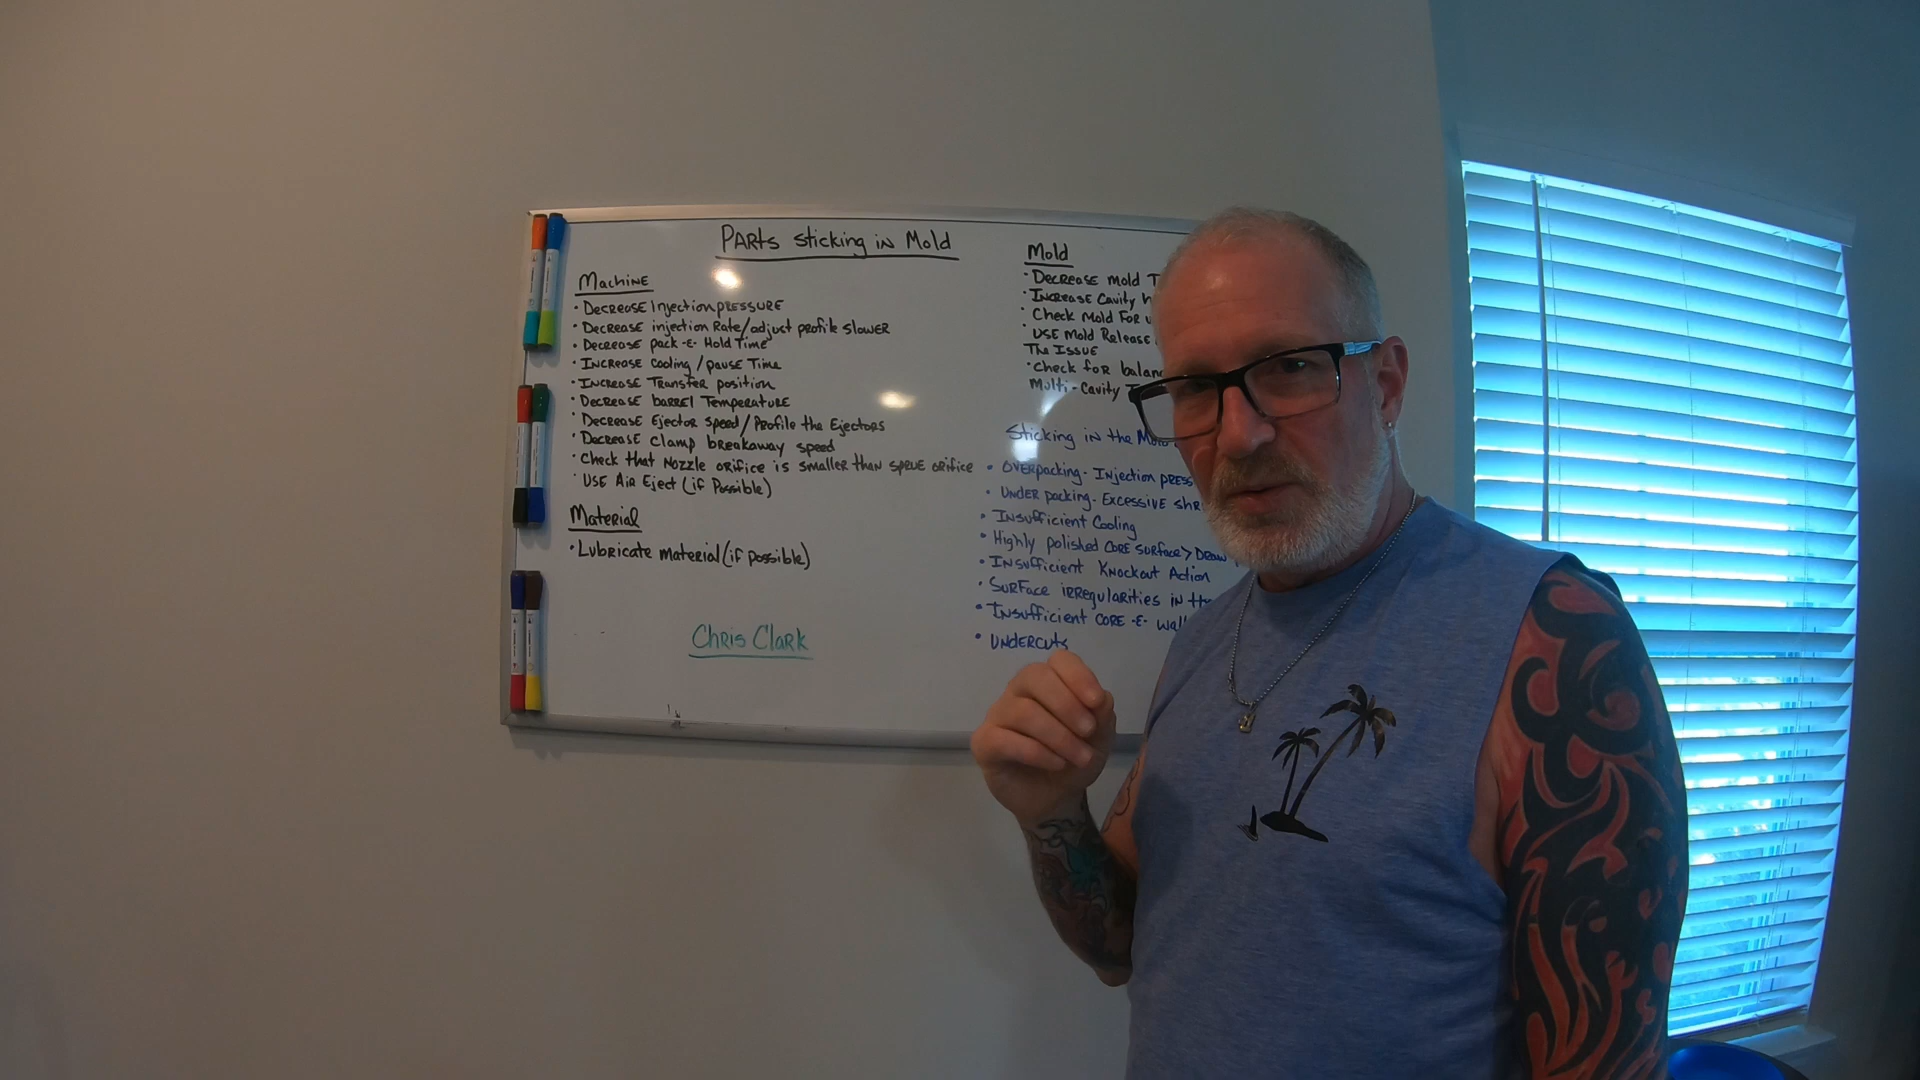 PARTS Sticking in Mold
Machine
• Decrease Injection pressure
• Decrease injection Rate/adjust profile slower
• Decrease pack & Hold Time
• Increase Cooling/pause Time
• Increase Transfer position
• Decrease barrel Temperature
• Decrease Ejector Speed/Profile the Ejectors
• Decrease clamp breakaway speed
• Check that Nozzle orifice is smaller than sprue orifice
• Use Air Eject (if Possible)
Material
• Lubricate material (if possible)
Chris Clark
Mold
• Decrease mold
• Increase Cavity
• Check Mold For
• Use Mold Release
The Issue
• Check for
Multi-Cavity
Sticking in the
• Overpacking - Injection
• Under packing - Excessive
• Insufficient Cooling
• Highly polished core surface > Draw
• Insufficient Knockout Action
• Surface irregularities in
• Insufficient core &
• Undercuts